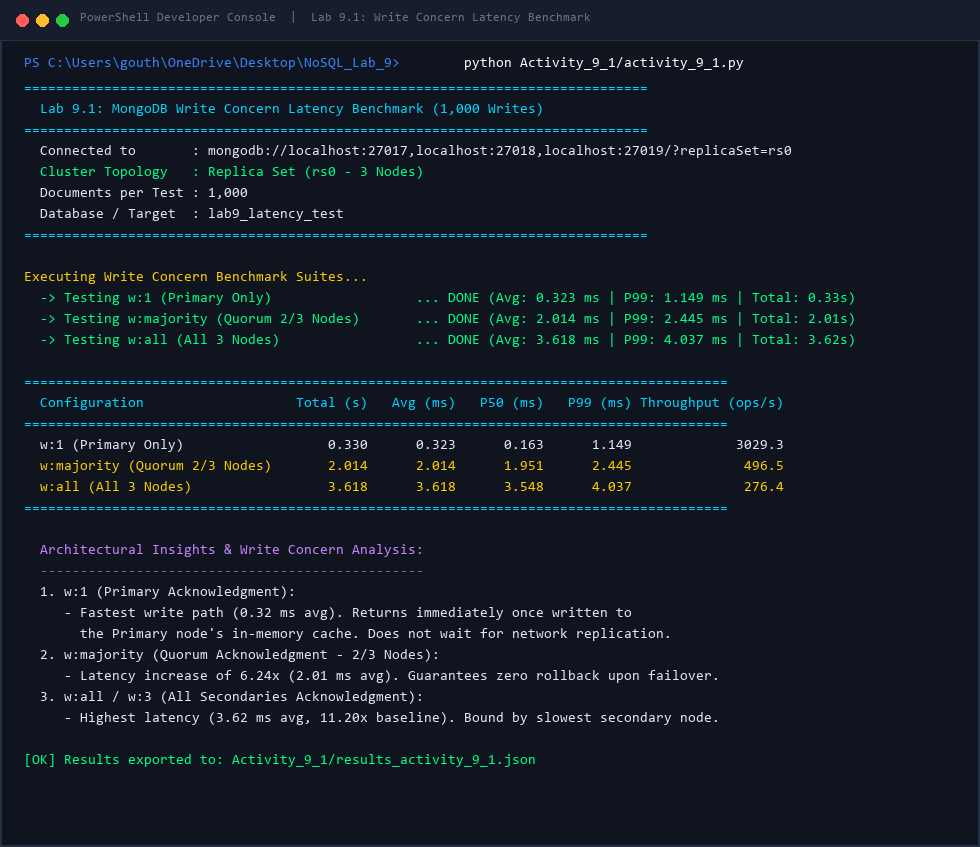 PowerShell Developer Console | Lab 9.1: Write Concern Latency Benchmark
PS C:\Users\gouth\OneDrive\Desktop\NoSQL_Lab_9> python Activity_9_1/activity_9_1.py
==============================================================================
Lab 9.1: MongoDB Write Concern Latency Benchmark (1,000 Writes)
==============================================================================
Connected to : mongodb://localhost:27017,localhost:27018,localhost:27019/?replicaSet=rs0
Cluster Topology : Replica Set (rs0 - 3 Nodes)
Documents per Test : 1,000
Database / Target : lab9_latency_test
==============================================================================
Executing Write Concern Benchmark Suites...
-> Testing w:1 (Primary Only) ... DONE (Avg: 0.323 ms | P99: 1.149 ms | Total: 0.33s)
-> Testing w:majority (Quorum 2/3 Nodes) ... DONE (Avg: 2.014 ms | P99: 2.445 ms | Total: 2.01s)
-> Testing w:all (All 3 Nodes) ... DONE (Avg: 3.618 ms | P99: 4.037 ms | Total: 3.62s)
========================================================================================
Configuration Total (s) Avg (ms) P50 (ms) P99 (ms) Throughput (ops/s)
========================================================================================
w:1 (Primary Only) 0.330 0.323 0.163 1.149 3029.3
w:majority (Quorum 2/3 Nodes) 2.014 2.014 1.951 2.445 496.5
w:all (All 3 Nodes) 3.618 3.618 3.548 4.037 276.4
========================================================================================
Architectural Insights & Write Concern Analysis:
------------------------------------------------
1. w:1 (Primary Acknowledgment):
- Fastest write path (0.32 ms avg). Returns immediately once written to
the Primary node's in-memory cache. Does not wait for network replication.
2. w:majority (Quorum Acknowledgment - 2/3 Nodes):
- Latency increase of 6.24x (2.01 ms avg). Guarantees zero rollback upon failover.
3. w:all / w:3 (All Secondaries Acknowledgment):
- Highest latency (3.62 ms avg, 11.20x baseline). Bound by slowest secondary node.
[OK] Results exported to: Activity_9_1/results_activity_9_1.json